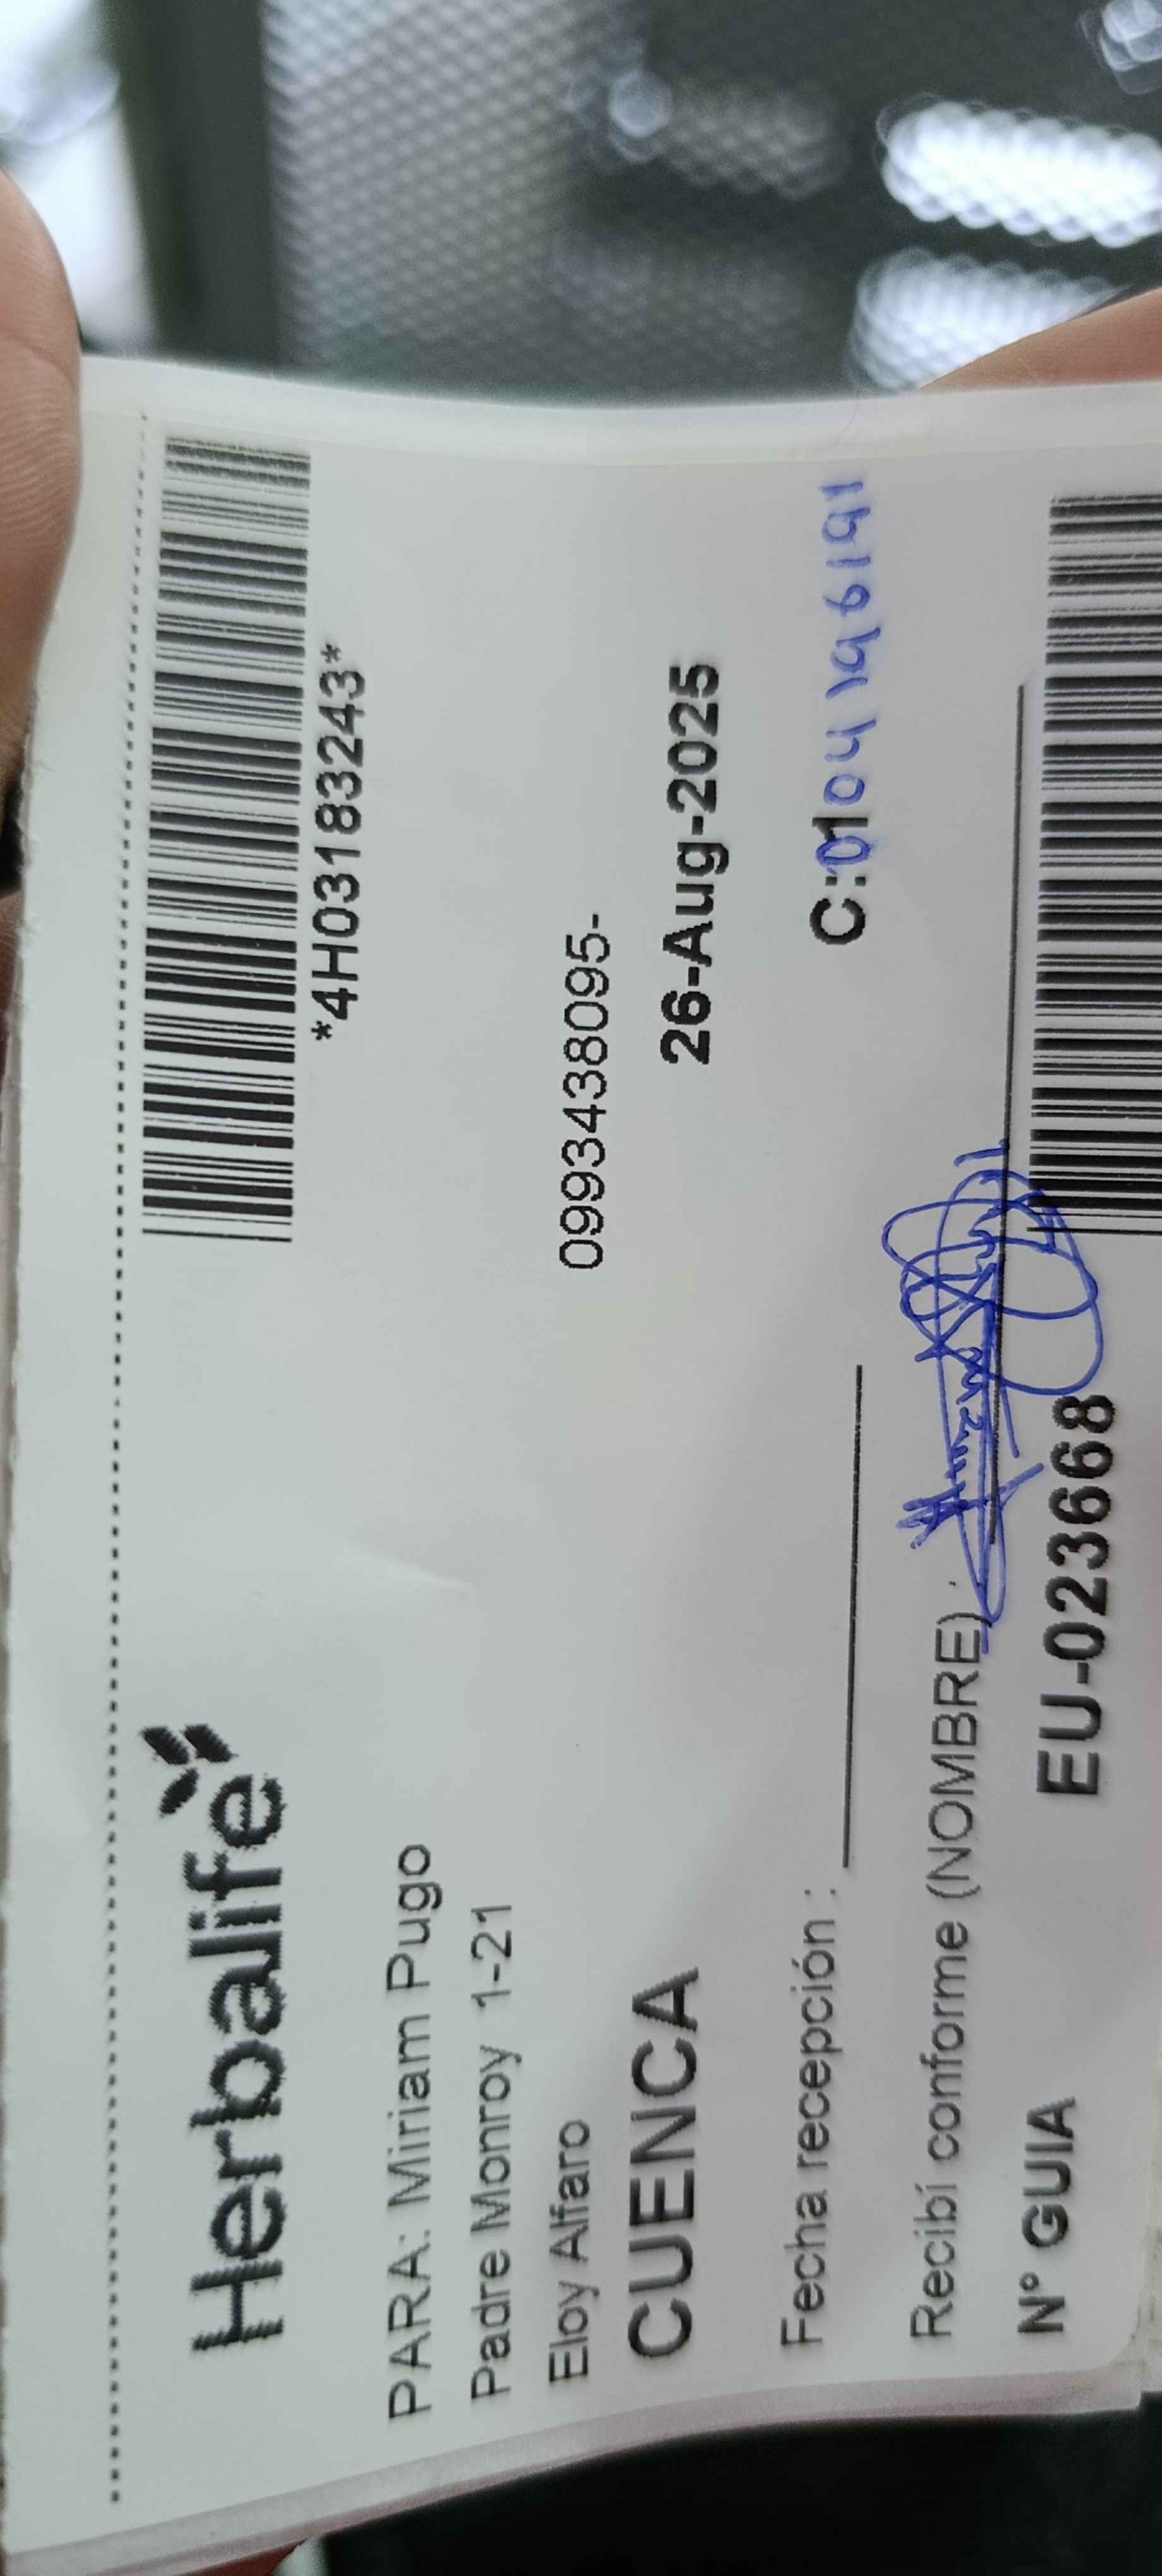 *4H03183243*
Herbalife
PARA: Miriam Pugo
Padre Monroy 1-21
Eloy Alfaro
0993438095-
CUENCA
26-Aug-2025
Fecha recepción :
C:0104196191
Recibí conforme (NOMBRE) :
N° GUIA
EU-023668